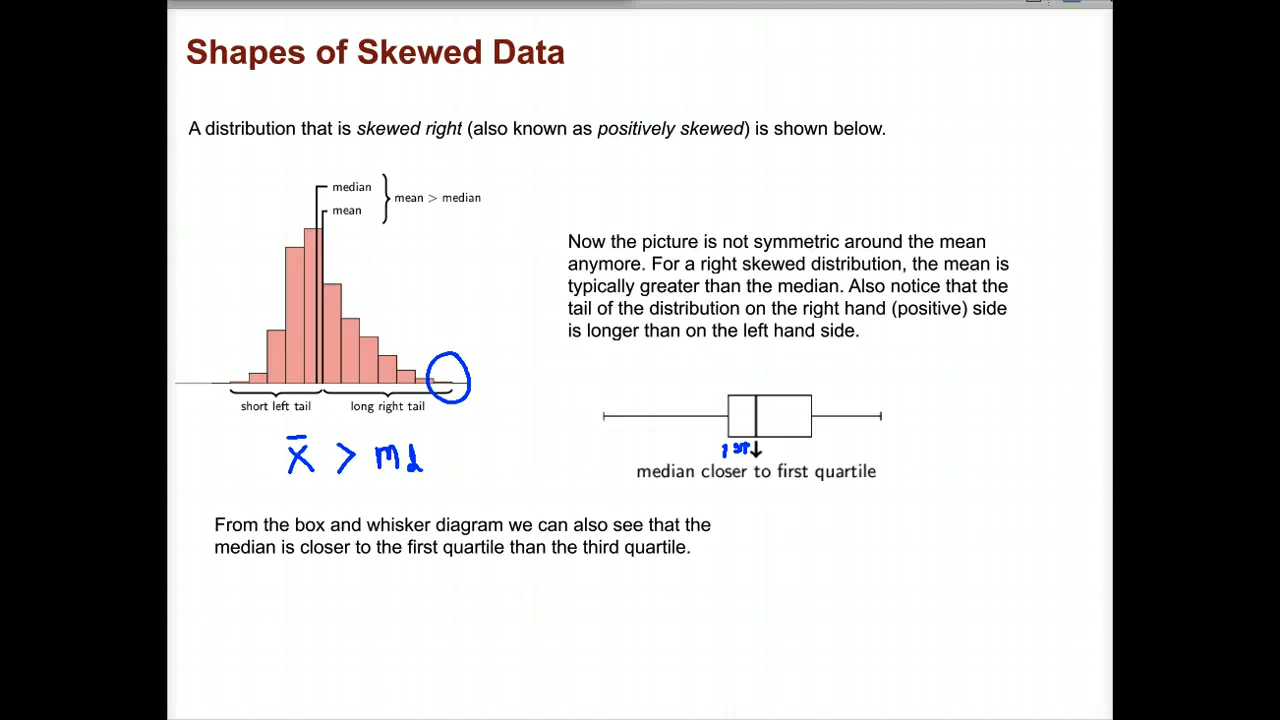 Shapes of Skewed Data
A distribution that is skewed right (also known as positively skewed) is shown below.
median
mean > median
mean
Now the picture is not symmetric around the mean
anymore. For a right skewed distribution, the mean is
typically greater than the median. Also notice that the
tail of the distribution on the right hand (positive) side
is longer than on the left hand side.
short left tail
long right tail
x̄ > md
1st
median closer to first quartile
From the box and whisker diagram we can also see that the
median is closer to the first quartile than the third quartile.